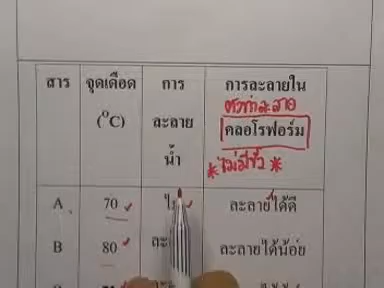 สาร จุดเดือด การ การละลายใน
ตัวทำละลาย
(°C) ละลาย คลอโรฟอร์ม
น้ำ *ไม่มีขั้ว*
A 70 ละลายได้ดี
B 80 ละลายได้น้อย